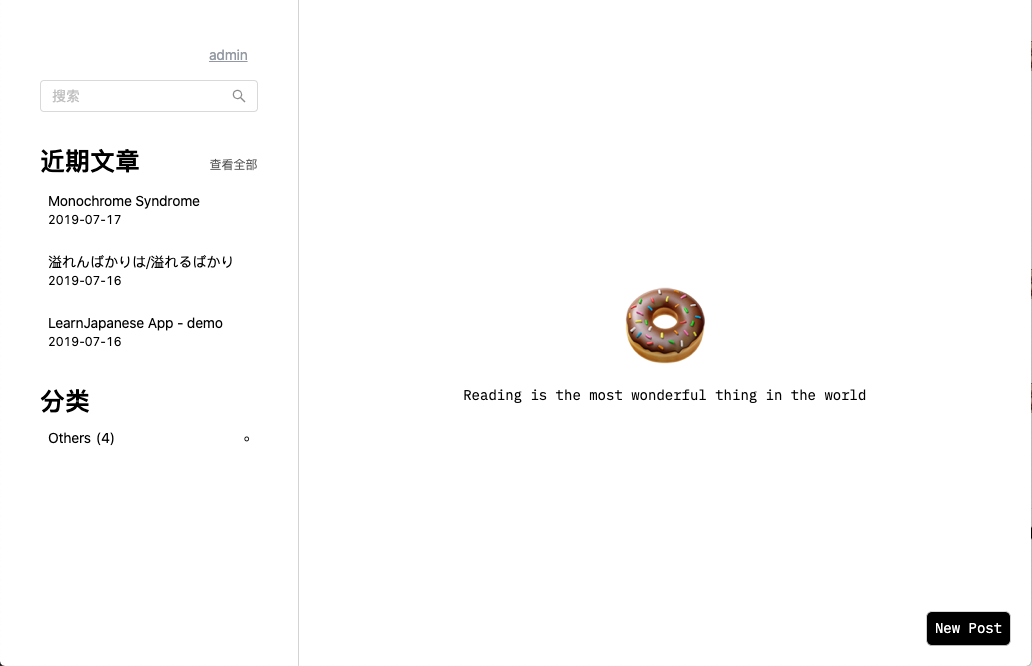 admin
搜索
近期文章 查看全部
Monochrome Syndrome
2019-07-17
溢れんばかりは/溢れるばかり
2019-07-16
LearnJapanese App - demo
2019-07-16
分类
Others (4)
Reading is the most wonderful thing in the world
New Post